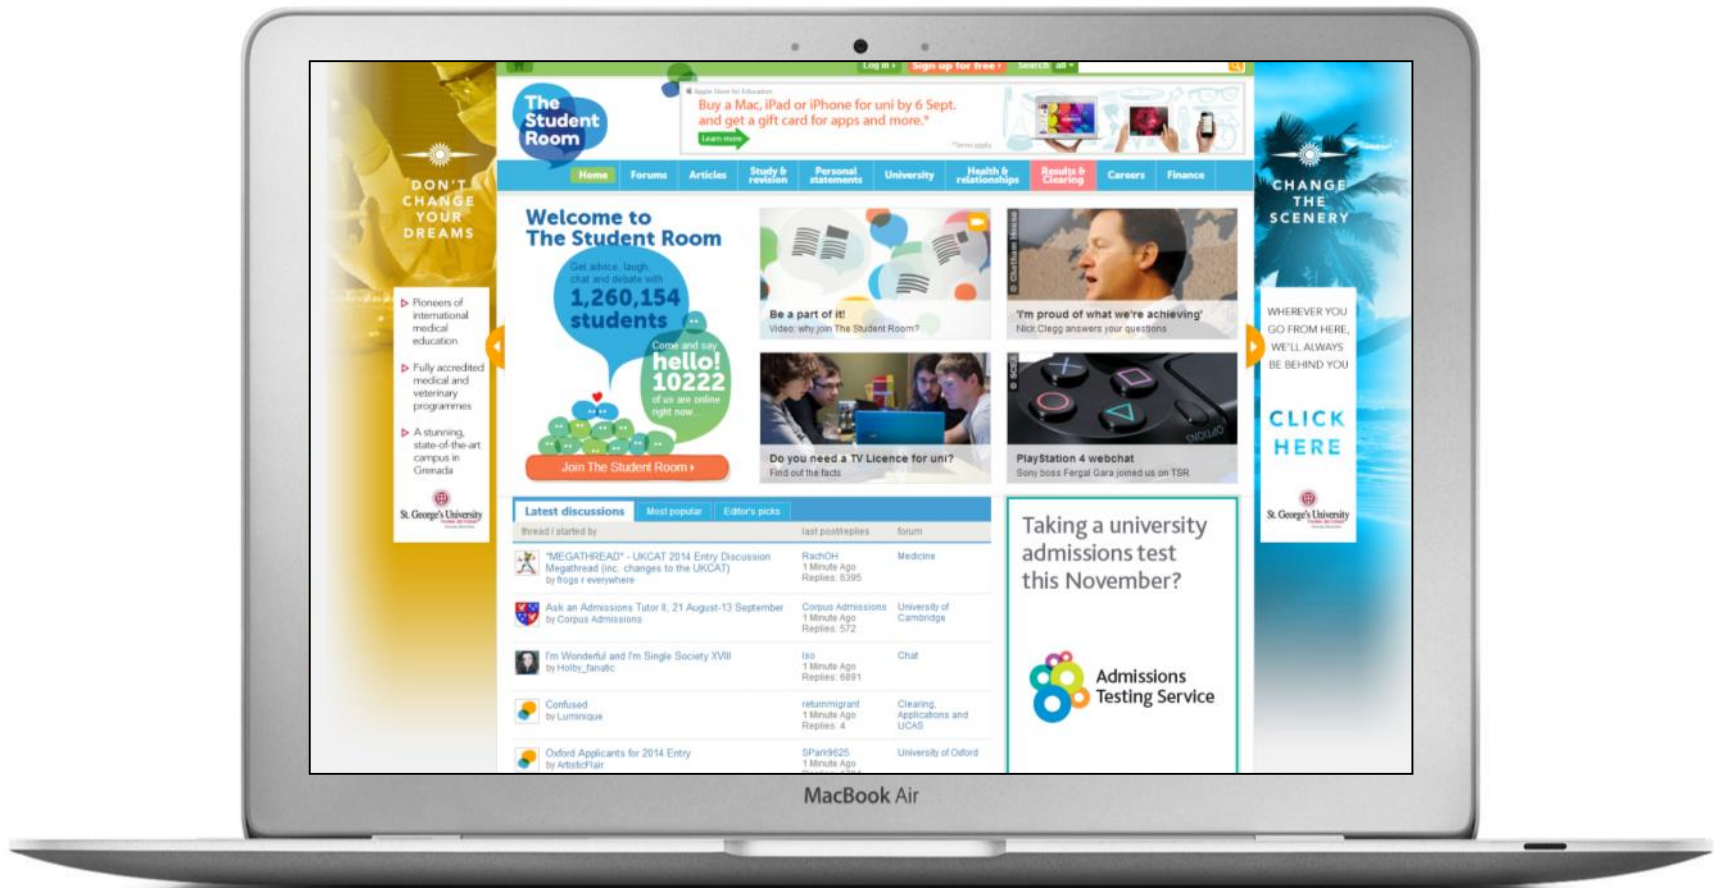 Log in
Sign up for free
Search all
The
Student
Room
Apple Store for Education
Buy a Mac, iPad or iPhone for uni by 6 Sept.
and get a gift card for apps and more.*
Learn more
*Terms apply.
Home Forums Articles Study & revision Personal statements University Health & relationships Results & Clearing Careers Finance
DON'T
CHANGE
YOUR
DREAMS
Pioneers of
international
medical
education
Fully accredited
medical and
veterinary
programmes
A stunning,
state-of-the-art
campus in
Grenada
St. George's University
Welcome to
The Student Room
Get advice, laugh,
chat and debate with
1,260,154
students
Come and say
hello!
10222
of us are online
right now...
Join The Student Room
Be a part of it!
Video: why join The Student Room?
© Chatham House
'I'm proud of what we're achieving'
Nick Clegg answers your questions
Do you need a TV Licence for uni?
Find out the facts
© SCEA
OPTIONS
PlayStation 4 webchat
Sony boss Fergal Gara joined us on TSR
CHANGE
THE
SCENERY
WHEREVER YOU
GO FROM HERE,
WE'LL ALWAYS
BE BEHIND YOU
CLICK
HERE
St. George's University
Latest discussions Most popular Editor's picks
thread / started by last post/replies forum
"MEGATHREAD" - UKCAT 2014 Entry Discussion RachOH Medicine
Megathread (inc. changes to the UKCAT) 1 Minute Ago
by frogs r everywhere Replies: 6395
Ask an Admissions Tutor II, 21 August-13 September Corpus Admissions University of
by Corpus Admissions 1 Minute Ago Cambridge
Replies: 572
I'm Wonderful and I'm Single Society XVIII Iso Chat
by Holby_fanatic 1 Minute Ago
Replies: 6891
Confused returnmigrant Clearing,
by Luminique 1 Minute Ago Applications and
Replies: 4 UCAS
Oxford Applicants for 2014 Entry SPark9625 University of Oxford
by ArtisticFlair 1 Minute Ago
Taking a university
admissions test
this November?
Admissions
Testing Service
MacBook Air